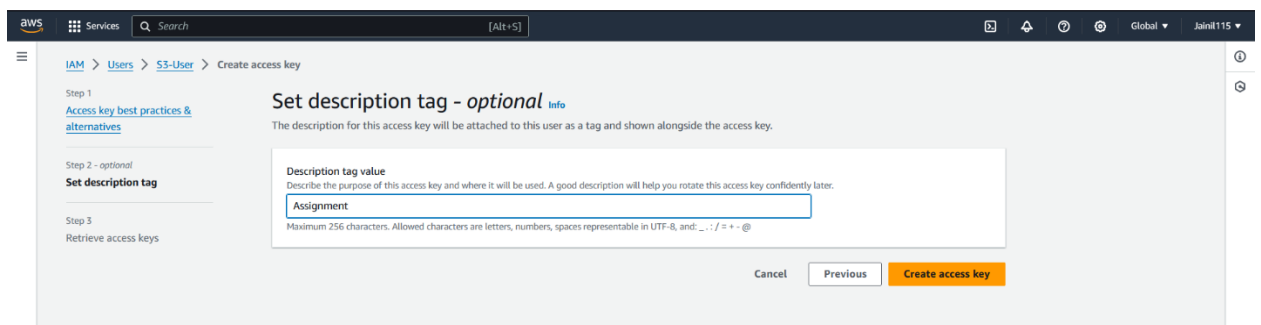 aws Services Search [Alt+S] Global Jainil115
IAM > Users > S3-User > Create access key
Step 1
Access key best practices &
alternatives
Step 2 - optional
Set description tag
Step 3
Retrieve access keys
Set description tag - optional Info
The description for this access key will be attached to this user as a tag and shown alongside the access key.
Description tag value
Describe the purpose of this access key and where it will be used. A good description will help you rotate this access key confidently later.
Assignment
Maximum 256 characters. Allowed characters are letters, numbers, spaces representable in UTF-8, and: _ . : / = + - @
Cancel Previous Create access key